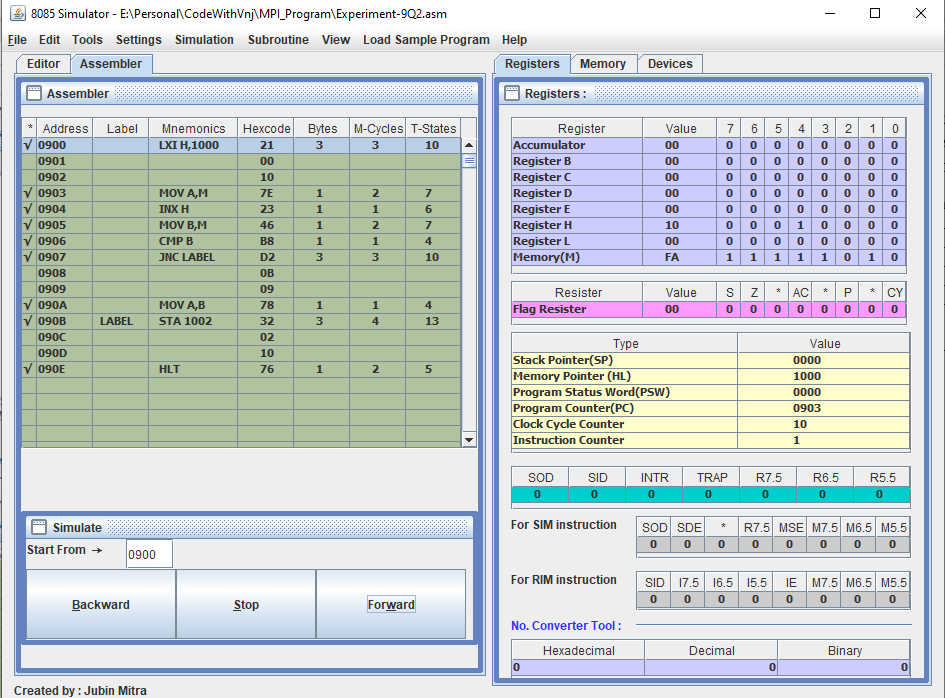 8085 Simulator - E:\Personal\CodeWithVnj\MPI_Program\Experiment-9Q2.asm
File Edit Tools Settings Simulation Subroutine View Load Sample Program Help
Editor Assembler
Assembler
* Address Label Mnemonics Hexcode Bytes M-Cycles T-States
√ 0900 LXI H,1000 21 3 3 10
0901 00
0902 10
√ 0903 MOV A,M 7E 1 2 7
√ 0904 INX H 23 1 1 6
√ 0905 MOV B,M 46 1 2 7
√ 0906 CMP B B8 1 1 4
√ 0907 JNC LABEL D2 3 3 10
0908 0B
0909 09
√ 090A MOV A,B 78 1 1 4
√ 090B LABEL STA 1002 32 3 4 13
090C 02
090D 10
√ 090E HLT 76 1 2 5
Simulate
Start From → 0900
Backward Stop Forward
Created by : Jubin Mitra
Registers Memory Devices
Registers :
Register Value 7 6 5 4 3 2 1 0
Accumulator 00 0 0 0 0 0 0 0 0
Register B 00 0 0 0 0 0 0 0 0
Register C 00 0 0 0 0 0 0 0 0
Register D 00 0 0 0 0 0 0 0 0
Register E 00 0 0 0 0 0 0 0 0
Register H 10 0 0 0 1 0 0 0 0
Register L 00 0 0 0 0 0 0 0 0
Memory(M) FA 1 1 1 1 1 0 1 0
Resister Value S Z * AC * P * CY
Flag Resister 00 0 0 0 0 0 0 0 0
Type Value
Stack Pointer(SP) 0000
Memory Pointer (HL) 1000
Program Status Word(PSW) 0000
Program Counter(PC) 0903
Clock Cycle Counter 10
Instruction Counter 1
SOD SID INTR TRAP R7.5 R6.5 R5.5
0 0 0 0 0 0 0
For SIM instruction
SOD SDE * R7.5 MSE M7.5 M6.5 M5.5
0 0 0 0 0 0 0 0
For RIM instruction
SID I7.5 I6.5 I5.5 IE M7.5 M6.5 M5.5
0 0 0 0 0 0 0 0
No. Converter Tool :
Hexadecimal Decimal Binary
0 0 0